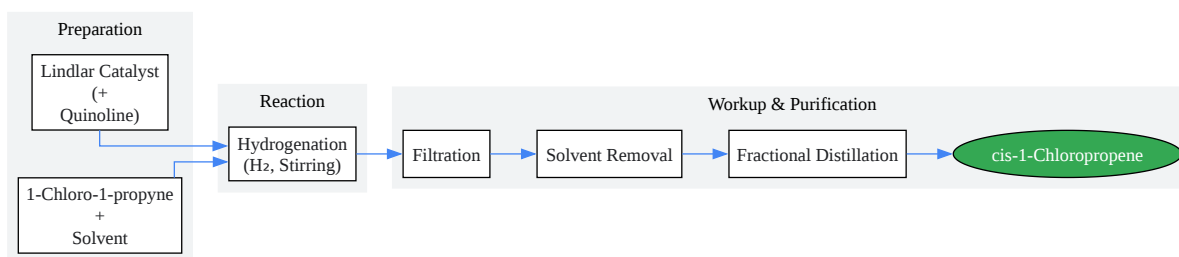 Preparation
Lindlar Catalyst
(+
Quinoline)
1-Chloro-1-propyne
+
Solvent
Reaction
Hydrogenation
(H₂, Stirring)
Workup & Purification
Filtration
Solvent Removal
Fractional Distillation
cis-1-Chloropropene